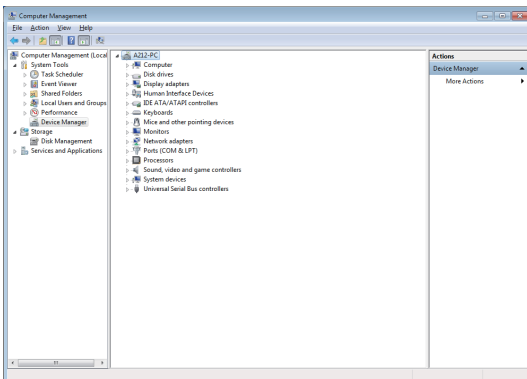 Computer Management
File Action View Help
Computer Management (Local
System Tools
Task Scheduler
Event Viewer
Shared Folders
Local Users and Groups
Performance
Device Manager
Storage
Disk Management
Services and Applications
A212-PC
Computer
Disk drives
Display adapters
Human Interface Devices
IDE ATA/ATAPI controllers
Keyboards
Mice and other pointing devices
Monitors
Network adapters
Ports (COM & LPT)
Processors
Sound, video and game controllers
System devices
Universal Serial Bus controllers
Actions
Device Manager
More Actions